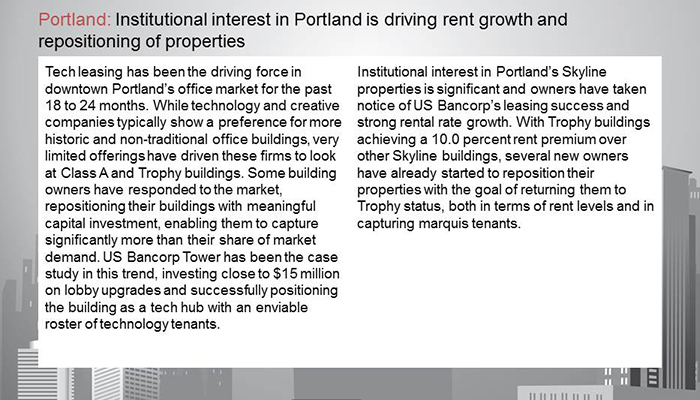 Portland: Institutional interest in Portland is driving rent growth and
repositioning of properties
Tech leasing has been the driving force in
downtown Portland's office market for the past
18 to 24 months. While technology and creative
companies typically show a preference for more
historic and non-traditional office buildings, very
limited offerings have driven these firms to look
at Class A and Trophy buildings. Some building
owners have responded to the market,
repositioning their buildings with meaningful
capital investment, enabling them to capture
significantly more than their share of market
demand. US Bancorp Tower has been the case
study in this trend, investing close to $15 million
on lobby upgrades and successfully positioning
the building as a tech hub with an enviable
roster of technology tenants.
Institutional interest in Portland's Skyline
properties is significant and owners have taken
notice of US Bancorp's leasing success and
strong rental rate growth. With Trophy buildings
achieving a 10.0 percent rent premium over
other Skyline buildings, several new owners
have already started to reposition their
properties with the goal of returning them to
Trophy status, both in terms of rent levels and in
capturing marquis tenants.